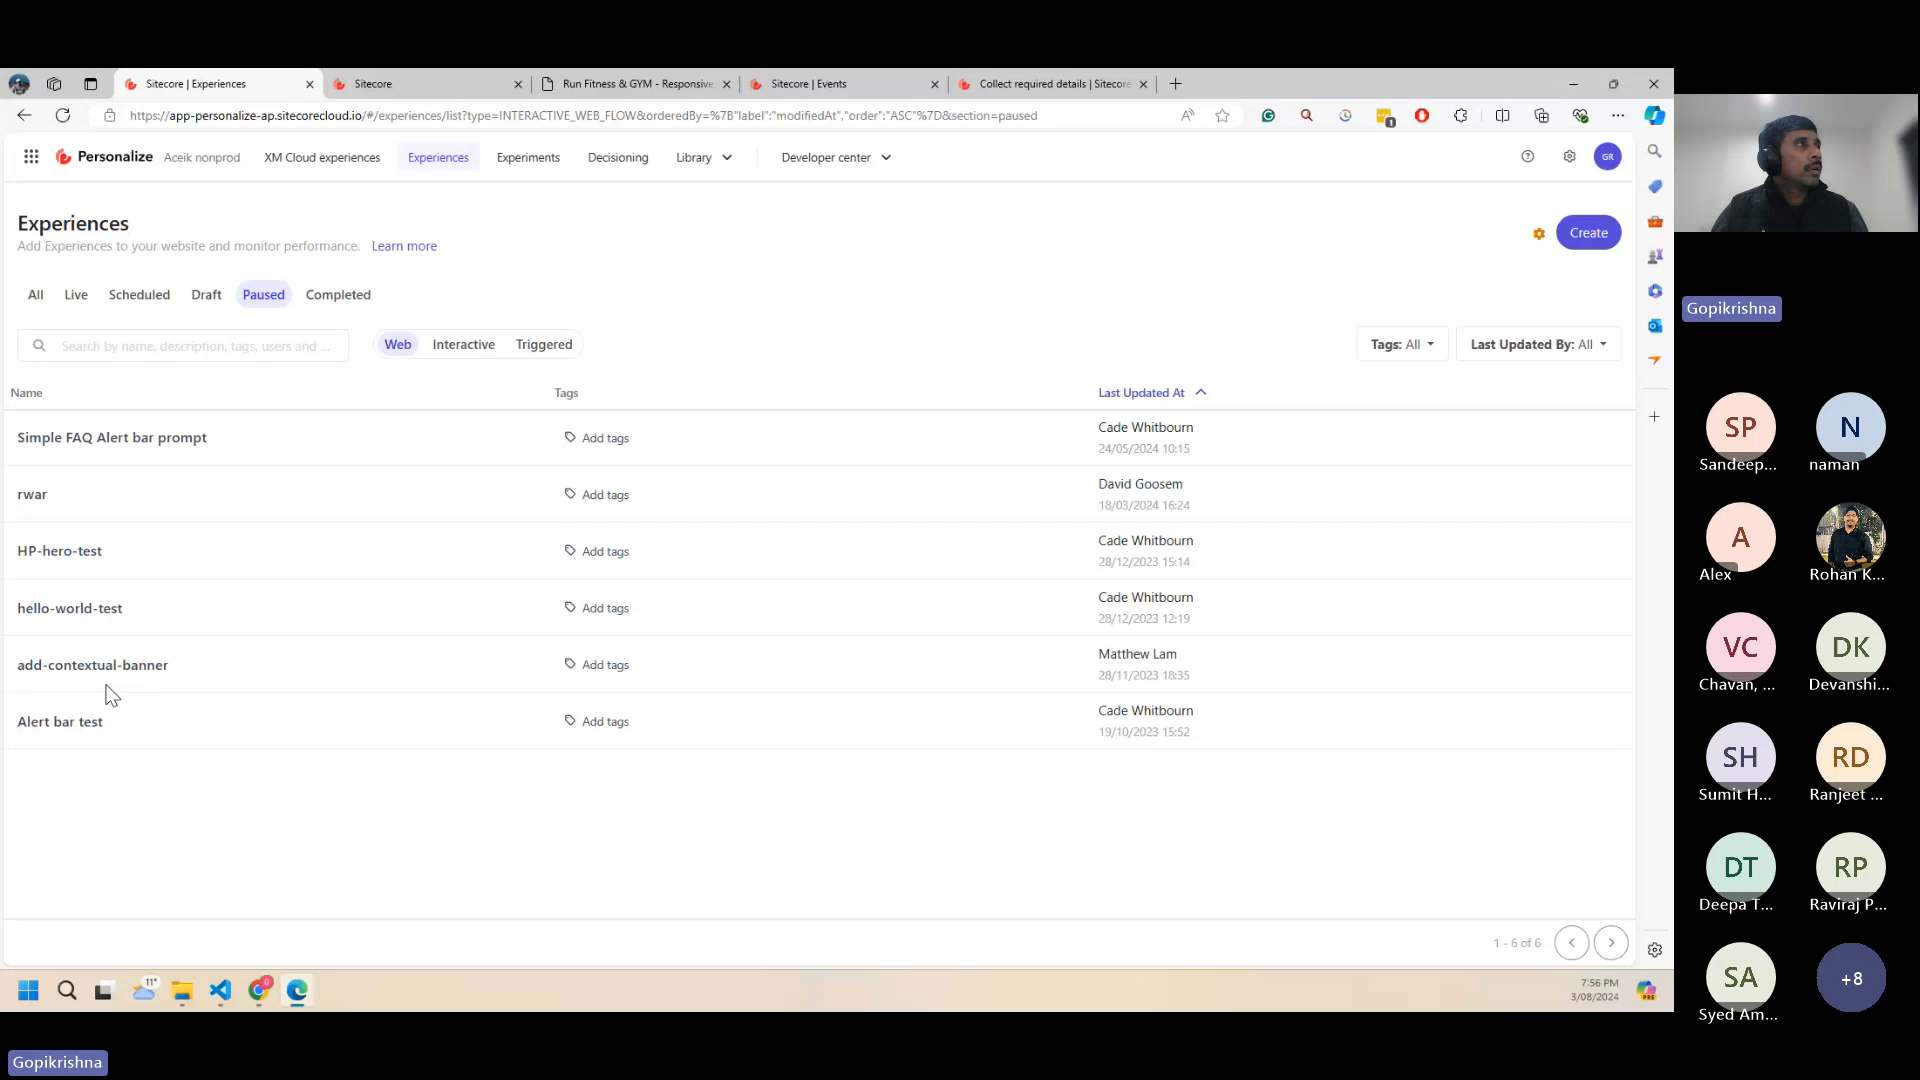 Sitecore | Experiences
Sitecore
Run Fitness & GYM - Responsive
Sitecore | Events
Collect required details | Sitecore
https://app-personalize-ap.sitecorecloud.io/#/experiences/list?type=INTERACTIVE_WEB_FLOW&orderedBy=%7B"label":"modifiedAt","order":"ASC"%7D&section=paused
1
Personalize
Aceik nonprod
XM Cloud experiences
Experiences
Experiments
Decisioning
Library
Developer center
GR
Experiences
Add Experiences to your website and monitor performance. Learn more
Create
All
Live
Scheduled
Draft
Paused
Completed
Search by name, description, tags, users and ...
Web
Interactive
Triggered
Tags: All
Last Updated By: All
Name
Tags
Last Updated At
Simple FAQ Alert bar prompt
Add tags
Cade Whitbourn
24/05/2024 10:15
rwar
Add tags
David Goosem
18/03/2024 16:24
HP-hero-test
Add tags
Cade Whitbourn
28/12/2023 15:14
hello-world-test
Add tags
Cade Whitbourn
28/12/2023 12:19
add-contextual-banner
Add tags
Matthew Lam
28/11/2023 18:35
Alert bar test
Add tags
Cade Whitbourn
19/10/2023 15:52
1 - 6 of 6
11°
7:56 PM
3/08/2024
PRE
Gopikrishna
Gopikrishna
SP
Sandeep...
N
naman
A
Alex
Rohan K...
VC
Chavan, ...
DK
Devanshi...
SH
Sumit H...
RD
Ranjeet ...
DT
Deepa T...
RP
Raviraj P...
SA
Syed Am...
+8